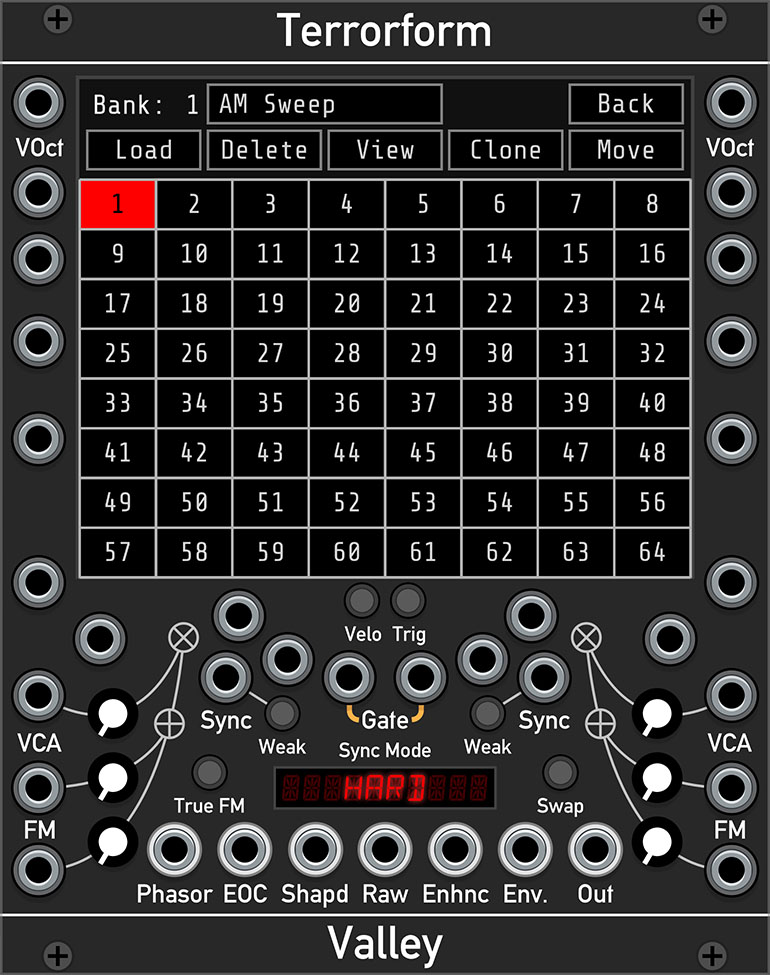 Terrorform
Bank: 1 AM Sweep Back
Load Delete View Clone Move
VOct VOct
1 2 3 4 5 6 7 8
9 10 11 12 13 14 15 16
17 18 19 20 21 22 23 24
25 26 27 28 29 30 31 32
33 34 35 36 37 38 39 40
41 42 43 44 45 46 47 48
49 50 51 52 53 54 55 56
57 58 59 60 61 62 63 64
Velo Trig
Sync Gate Sync
VCA Weak Sync Mode Weak VCA
HARD
True FM Swap
FM FM
Phasor EOC Shapd Raw Enhnc Env. Out
Valley